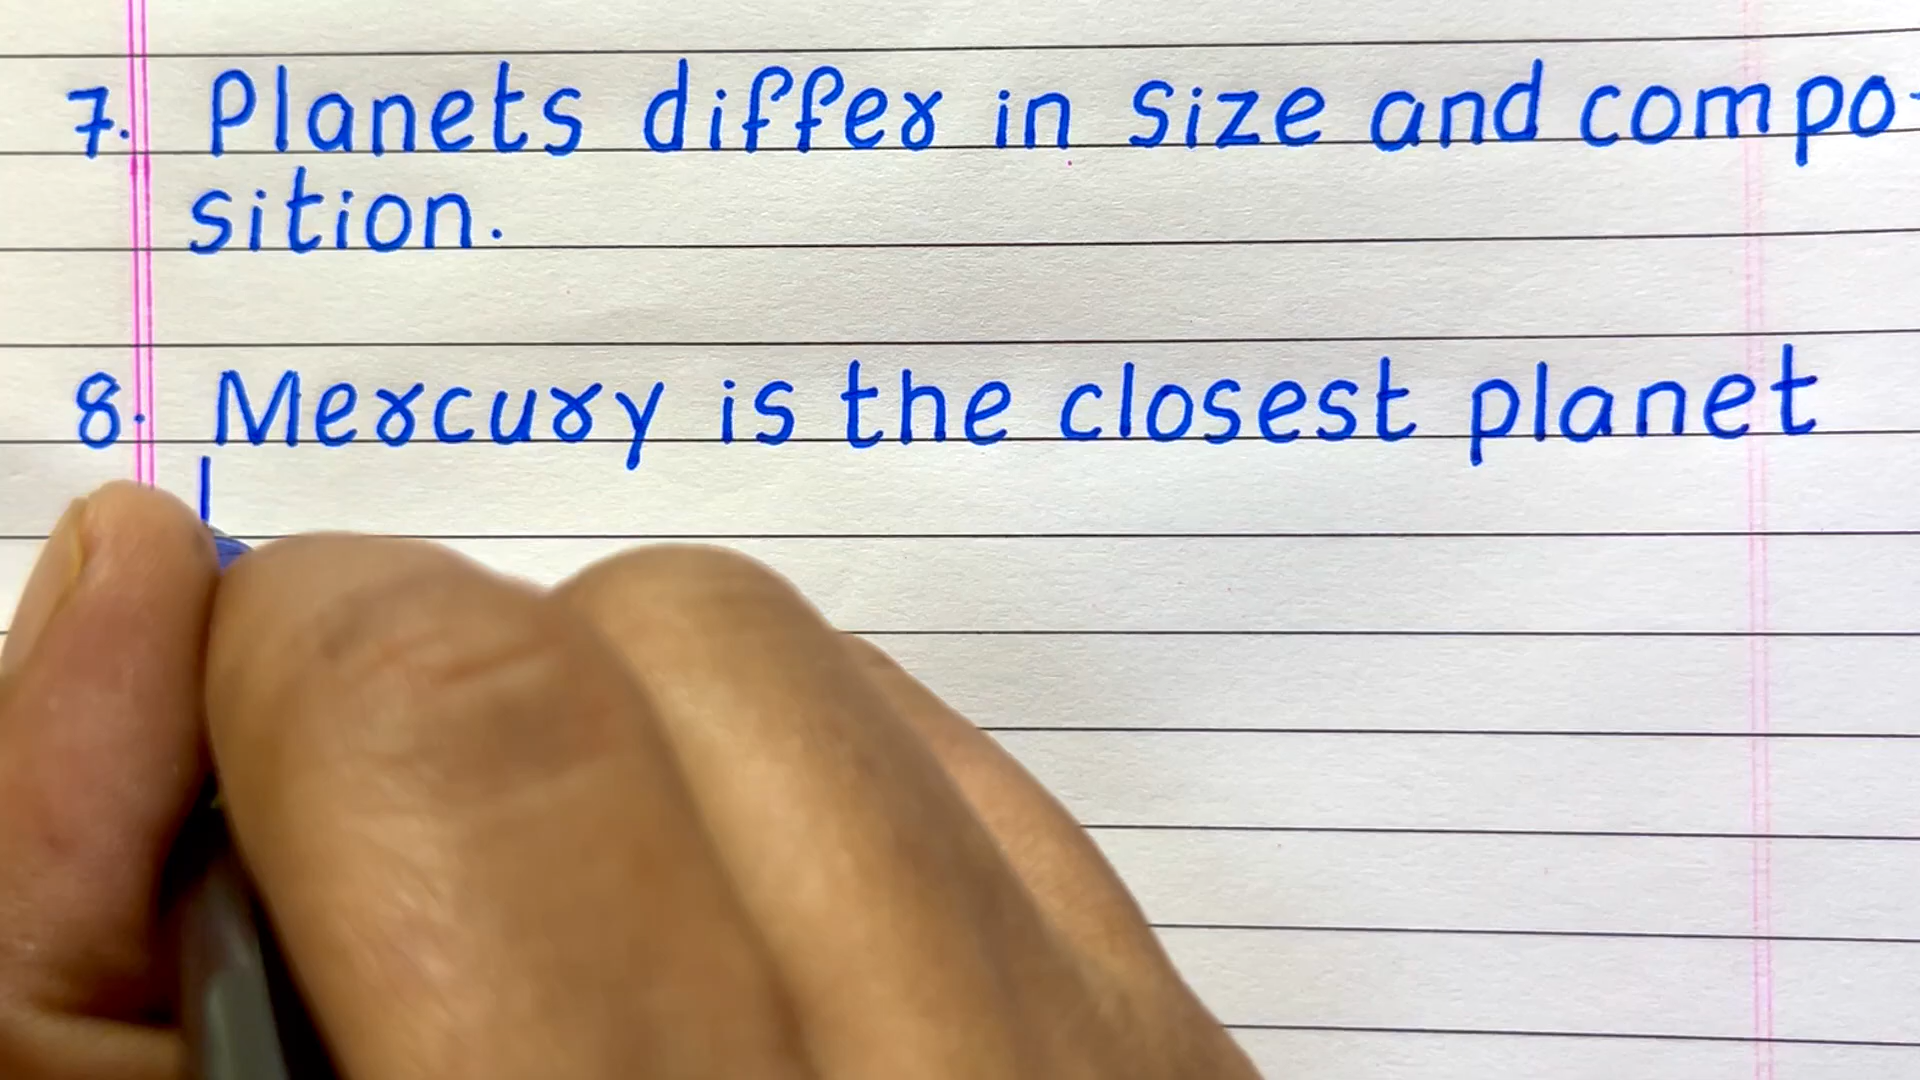 7. Planets differ in size and compo-
sition.
8. Mercury is the closest planet